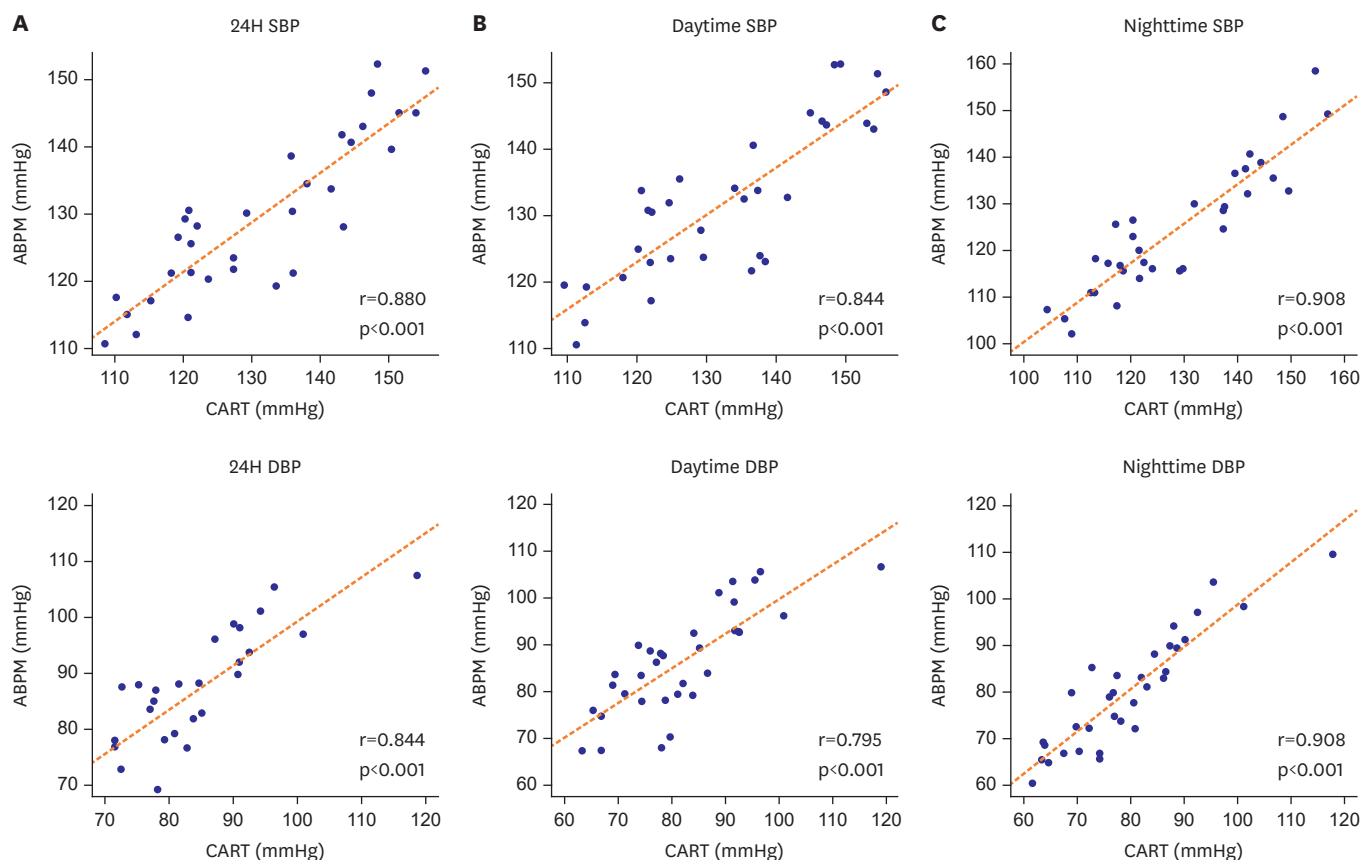 A
24H SBP
ABPM (mmHg)
150
140
130
120
110
r=0.880
p<0.001
110 120 130 140 150
CART (mmHg)
B
Daytime SBP
ABPM (mmHg)
150
140
130
120
110
r=0.844
p<0.001
110 120 130 140 150
CART (mmHg)
C
Nighttime SBP
ABPM (mmHg)
160
150
140
130
120
110
100
r=0.908
p<0.001
100 110 120 130 140 150 160
CART (mmHg)
24H DBP
ABPM (mmHg)
120
110
100
90
80
70
r=0.844
p<0.001
70 80 90 100 110 120
CART (mmHg)
Daytime DBP
ABPM (mmHg)
120
110
100
90
80
70
60
r=0.795
p<0.001
60 70 80 90 100 110 120
CART (mmHg)
Nighttime DBP
ABPM (mmHg)
120
110
100
90
80
70
60
r=0.908
p<0.001
60 70 80 90 100 110 120
CART (mmHg)